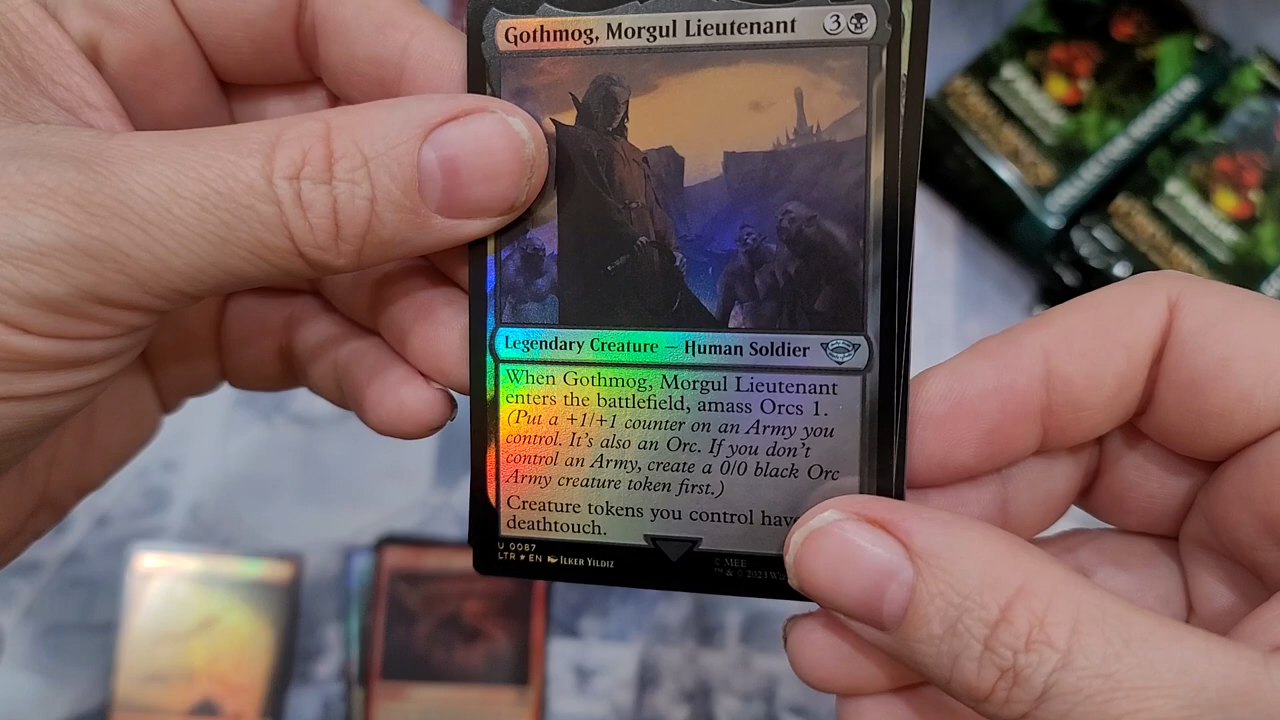 Gothmog, Morgul Lieutenant 3
Legendary Creature — Human Soldier
When Gothmog, Morgul Lieutenant
enters the battlefield, amass Orcs 1.
(Put a +1/+1 counter on an Army you
control. It's also an Orc. If you don't
control an Army, create a 0/0 black Orc
Army creature token first.)
Creature tokens you control have
deathtouch.
U 0087
LTR ★ EN ILKER YILDIZ
© MEE
™ & © 2023